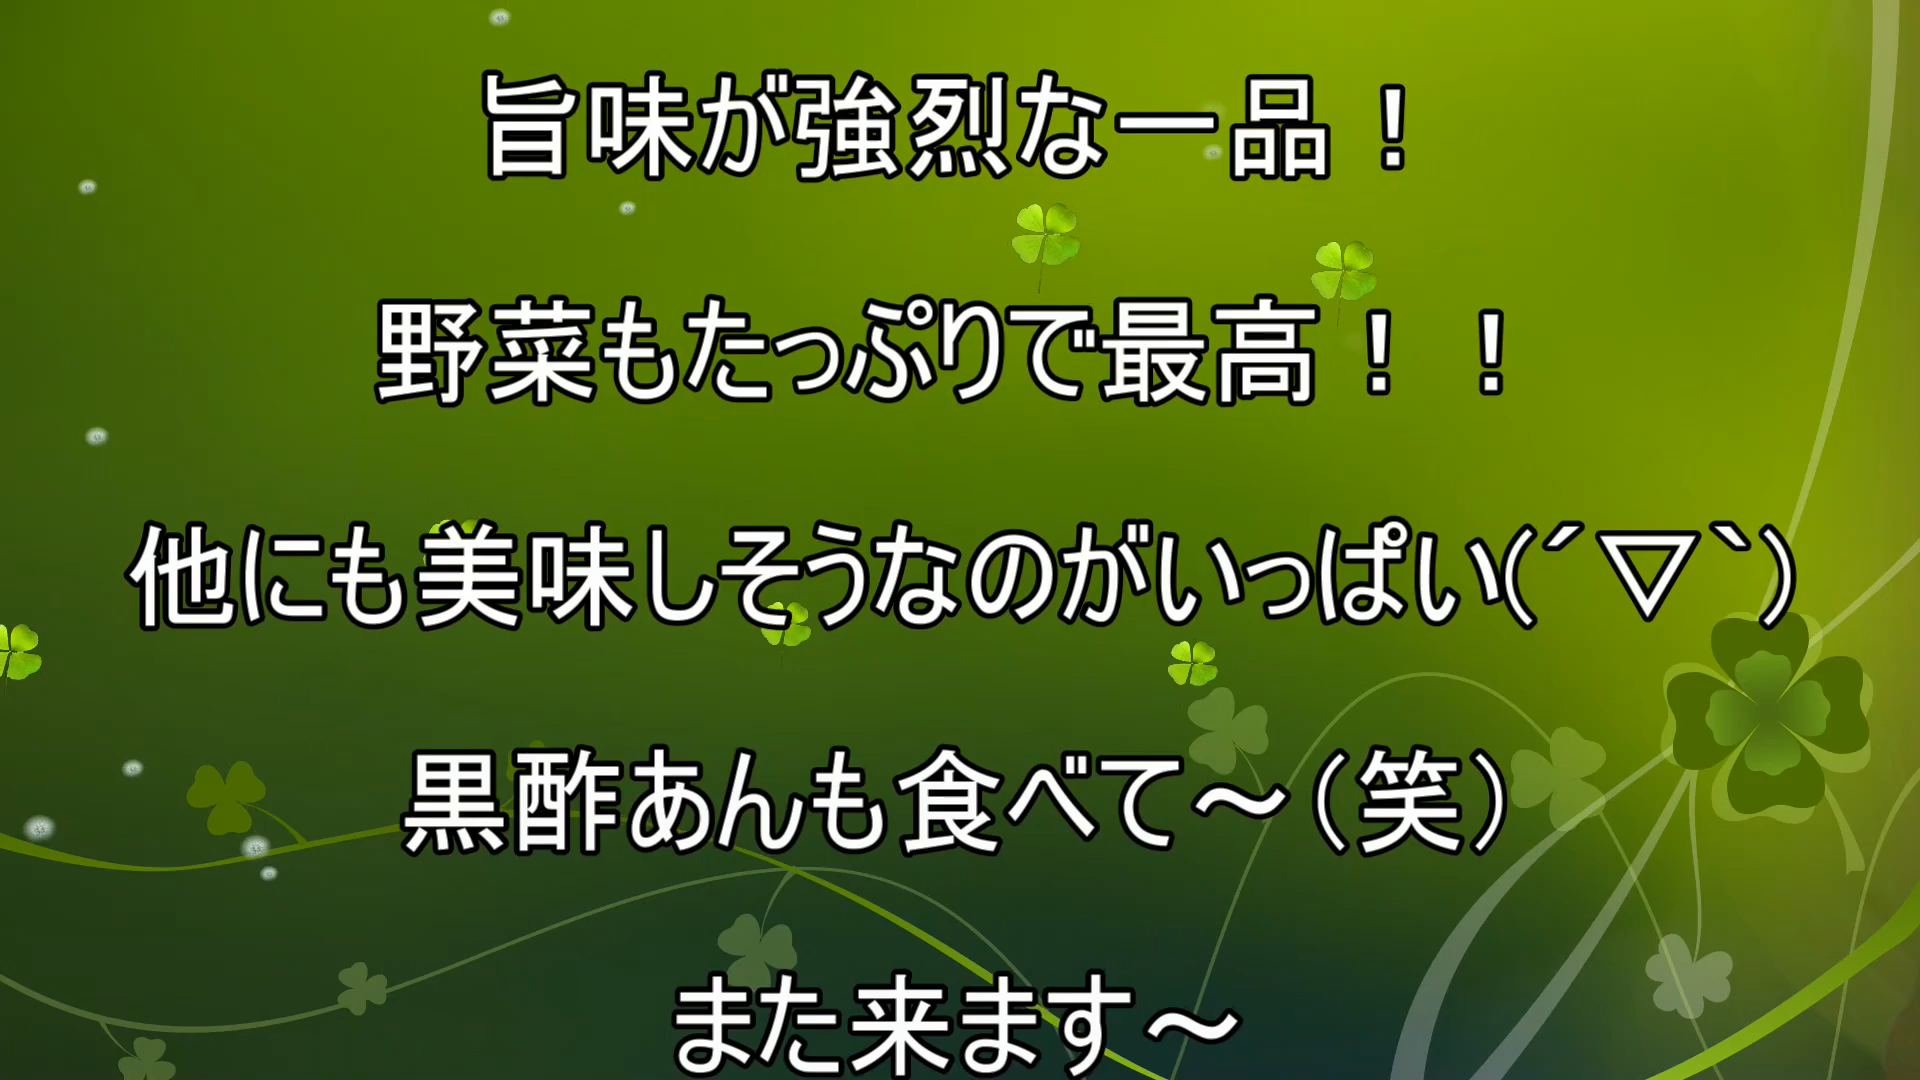 旨味が強烈な一品！
野菜もたっぷりで最高！！
他にも美味しそうなのがいっぱい(´▽`)
黒酢あんも食べて～（笑）
また来ます～